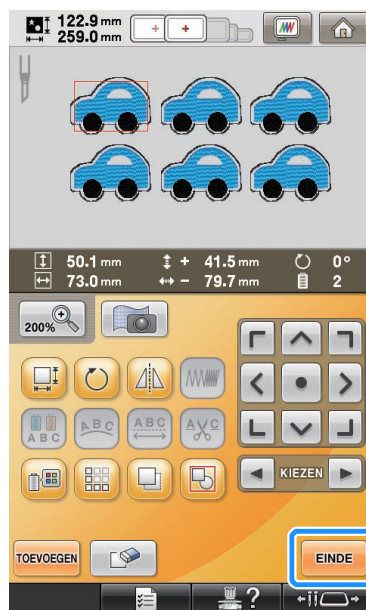 122.9 mm
259.0 mm
50.1 mm + 41.5 mm 0°
73.0 mm - 79.7 mm 2
200%
A B C A B C A B C A C
KIEZEN
TOEVOEGEN EINDE
?